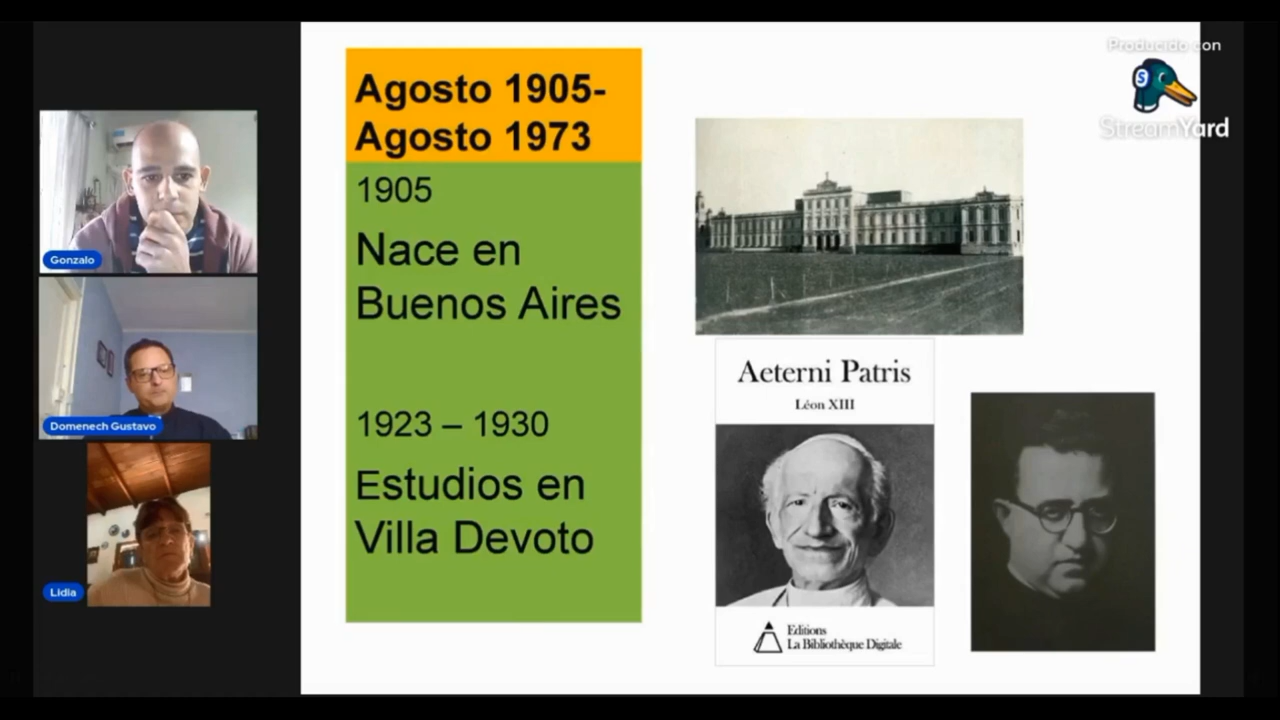 Producido con
StreamYard
Gonzalo
Domenech Gustavo
Lidia
Agosto 1905-
Agosto 1973
1905
Nace en
Buenos Aires
1923 – 1930
Estudios en
Villa Devoto
Aeterni Patris
Léon XIII
Editions
La Bibliothèque Digitale